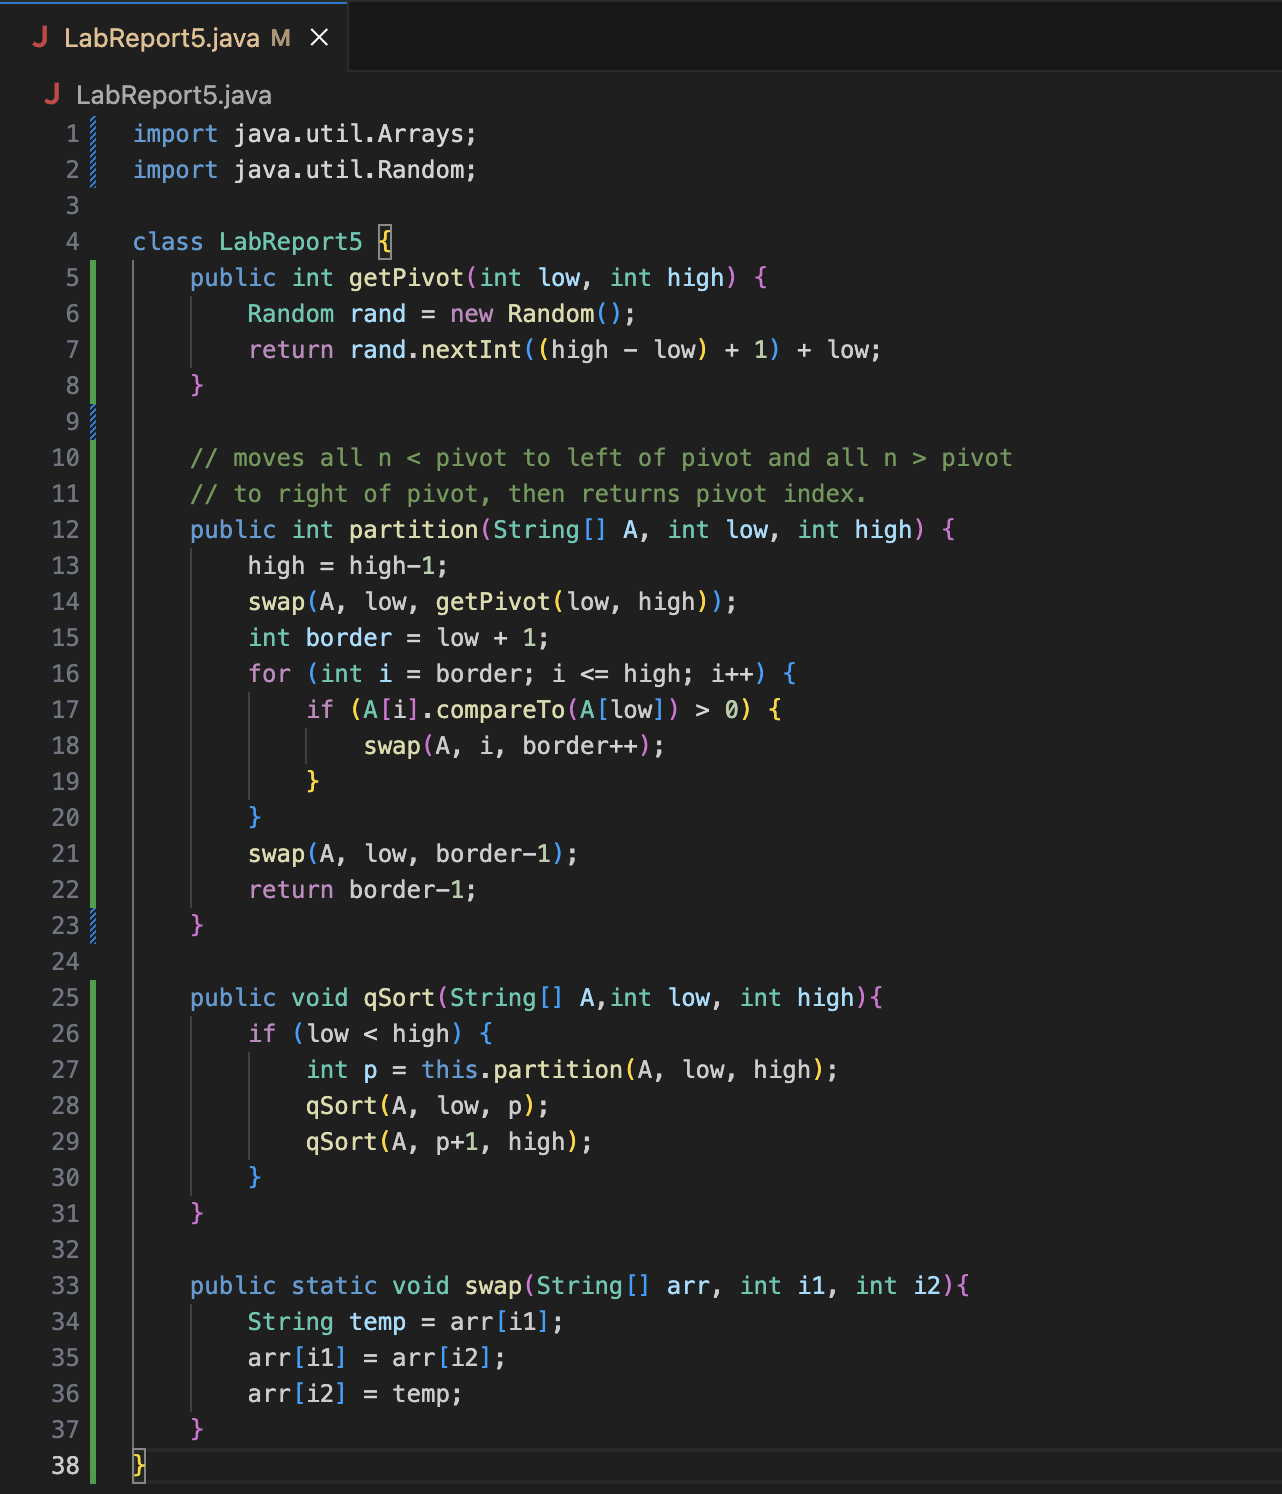 LabReport5.java M
LabReport5.java
1 import java.util.Arrays;
2 import java.util.Random;
3
4 class LabReport5 {
5     public int getPivot(int low, int high) {
6         Random rand = new Random();
7         return rand.nextInt((high - low) + 1) + low;
8     }
9
10     // moves all n < pivot to left of pivot and all n > pivot
11     // to right of pivot, then returns pivot index.
12     public int partition(String[] A, int low, int high) {
13         high = high-1;
14         swap(A, low, getPivot(low, high));
15         int border = low + 1;
16         for (int i = border; i <= high; i++) {
17             if (A[i].compareTo(A[low]) > 0) {
18                 swap(A, i, border++);
19             }
20         }
21         swap(A, low, border-1);
22         return border-1;
23     }
24
25     public void qSort(String[] A,int low, int high){
26         if (low < high) {
27             int p = this.partition(A, low, high);
28             qSort(A, low, p);
29             qSort(A, p+1, high);
30         }
31     }
32
33     public static void swap(String[] arr, int i1, int i2){
34         String temp = arr[i1];
35         arr[i1] = arr[i2];
36         arr[i2] = temp;
37     }
38 }